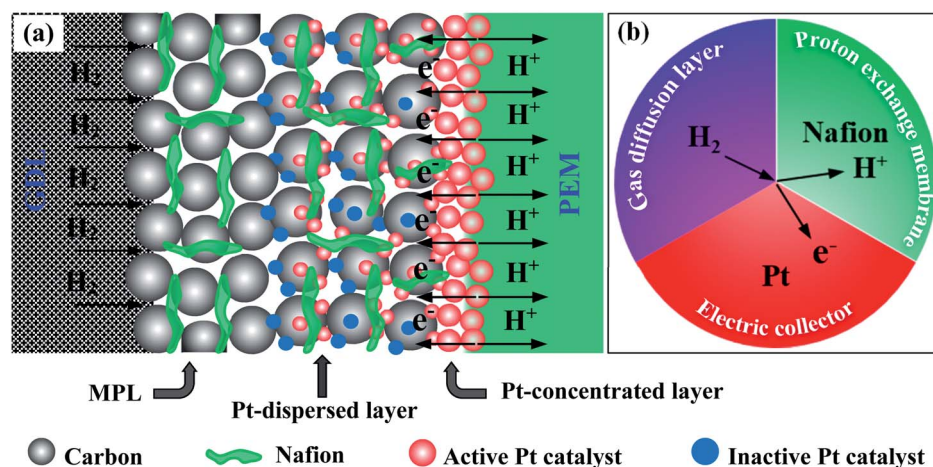 (a)
GDL
H₂
H₂
H₂
H₂
H₂
e⁻
e⁻
e⁻
e⁻
e⁻
e⁻
H⁺
H⁺
H⁺
H⁺
H⁺
H⁺
PEM
MPL
Pt-dispersed layer
Pt-concentrated layer
(b)
Gas diffusion layer
Proton exchange membrane
Electric collector
H₂
Nafion
H⁺
e⁻
Pt
Carbon
Nafion
Active Pt catalyst
Inactive Pt catalyst